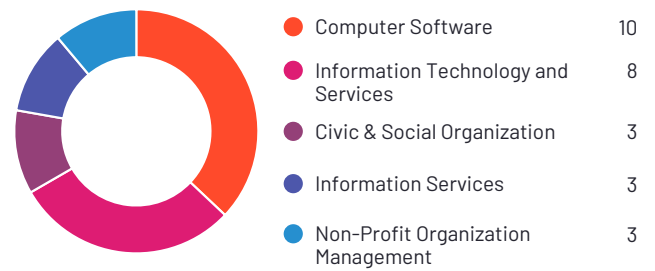 Computer Software 10
Information Technology and 8
Services
Civic & Social Organization 3
Information Services 3
Non-Profit Organization 3
Management